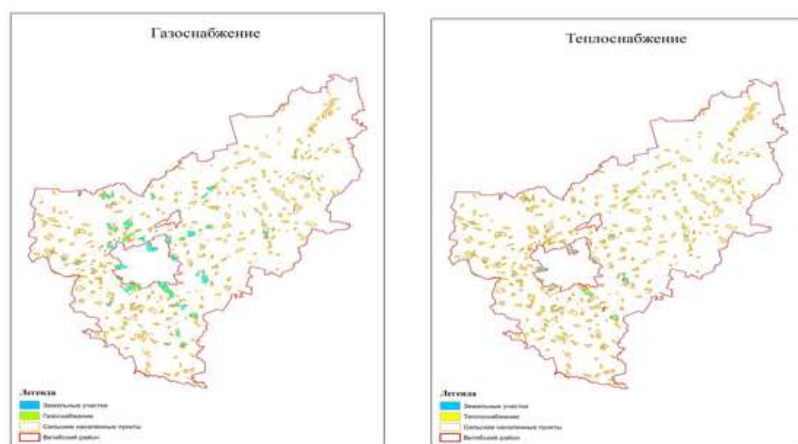 Газоснабжение
Легенда
Земельные участки
Газоснабжение
Сельские населенные пункты
Витебский район
Теплоснабжение
Легенда
Земельные участки
Теплоснабжение
Сельские населенные пункты
Витебский район